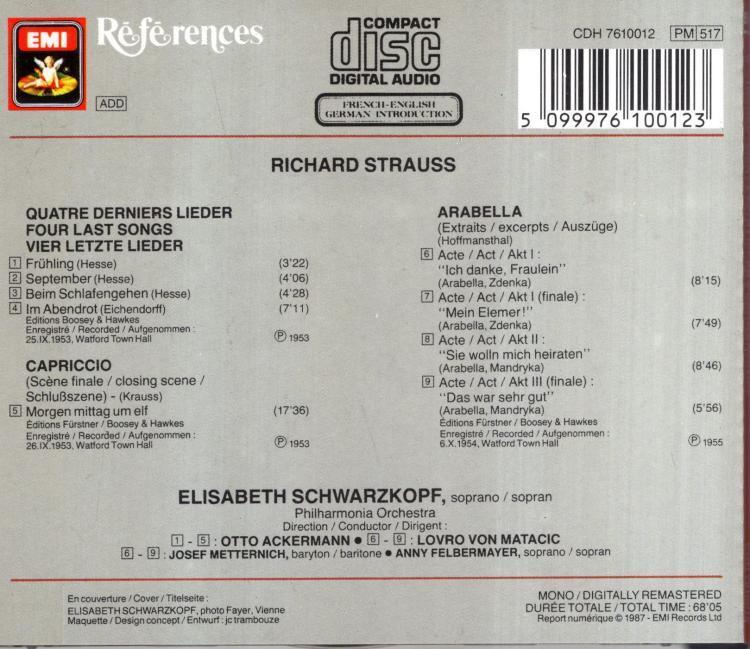 EMI
Références
COMPACT
disc
DIGITAL AUDIO
CDH 7610012 PM 517
ADD
FRENCH-ENGLISH
GERMAN INTRODUCTION
5 099976 100123
RICHARD STRAUSS
QUATRE DERNIERS LIEDER
FOUR LAST SONGS
VIER LETZTE LIEDER
1 Frühling (Hesse) (3'22)
2 September (Hesse) (4'06)
3 Beim Schlafengehen (Hesse) (4'28)
4 Im Abendrot (Eichendorff) (7'11)
Editions Boosey & Hawkes
Enregistré / Recorded / Aufgenommen :
25.IX.1953, Watford Town Hall ℗ 1953
CAPRICCIO
(Scène finale / closing scene /
Schlußszene) - (Krauss)
5 Morgen mittag um elf (17'36)
Éditions Fürstner / Boosey & Hawkes
Enregistré / Recorded / Aufgenommen :
26.IX.1953, Watford Town Hall ℗ 1953
ARABELLA
(Extraits / excerpts / Auszüge)
(Hoffmansthal)
6 Acte / Act / Akt I :
"Ich danke, Fraulein"
(Arabella, Zdenka) (8'15)
7 Acte / Act / Akt I (finale) :
"Mein Elemer!"
(Arabella, Zdenka) (7'49)
8 Acte / Act / Akt II :
"Sie wolln mich heiraten"
(Arabella, Mandryka) (8'46)
9 Acte / Act / Akt III (finale) :
"Das war sehr gut"
(Arabella, Mandryka) (5'56)
Éditions Fürstner / Boosey & Hawkes
Enregistré / Recorded / Aufgenommen :
6.X.1954, Watford Town Hall ℗ 1955
ELISABETH SCHWARZKOPF, soprano / sopran
Philharmonia Orchestra
Direction / Conductor / Dirigent :
1 - 5 : OTTO ACKERMANN ● 6 - 9 : LOVRO VON MATACIC
6 - 9 : JOSEF METTERNICH, baryton / baritone ● ANNY FELBERMAYER, soprano / sopran
En couverture / Cover / Titelseite :
ELISABETH SCHWARZKOPF, photo Fayer, Vienne
Maquette / Design concept / Entwurf : jc trambouze
MONO / DIGITALLY REMASTERED
DURÉE TOTALE / TOTAL TIME : 68'05
Report numérique © 1987 - EMI Records Ltd